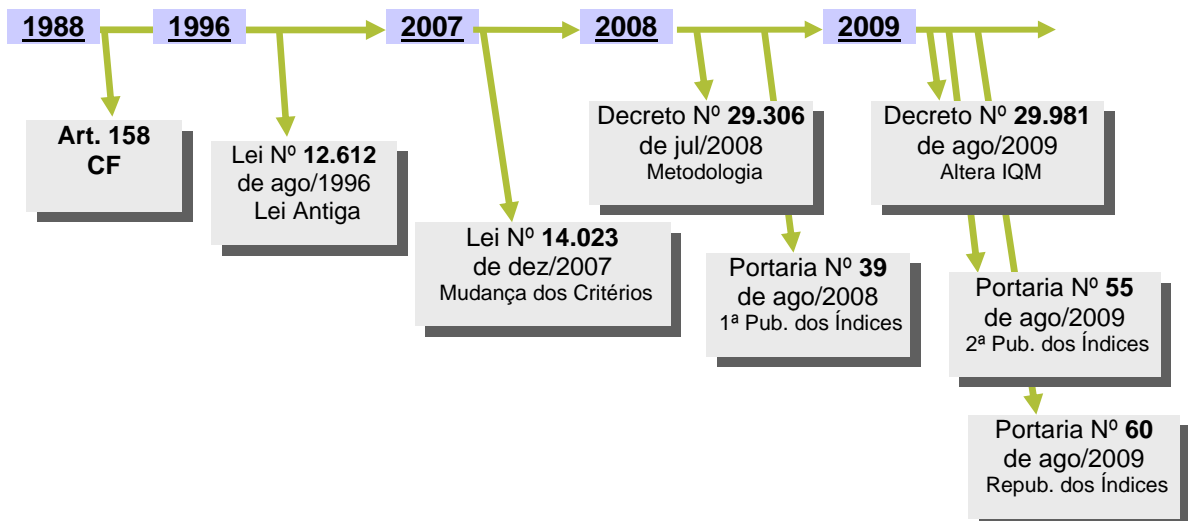 1988
1996
2007
2008
2009
Art. 158
CF
Lei Nº 12.612
de ago/1996
Lei Antiga
Lei Nº 14.023
de dez/2007
Mudança dos Critérios
Decreto Nº 29.306
de jul/2008
Metodologia
Portaria Nº 39
de ago/2008
1ª Pub. dos Índices
Decreto Nº 29.981
de ago/2009
Altera IQM
Portaria Nº 55
de ago/2009
2ª Pub. dos Índices
Portaria Nº 60
de ago/2009
Repub. dos Índices